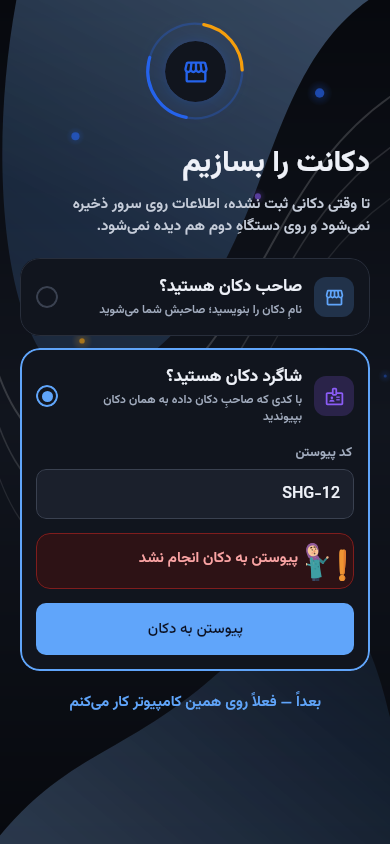 دکانت را بسازیم
تا وقتی دکانی ثبت نشده، اطلاعات روی سرور ذخیره
نمی‌شود و روی دستگاهِ دوم هم دیده نمی‌شود.
صاحب دکان هستید؟
نامِ دکان را بنویسید؛ صاحبش شما می‌شوید
شاگرد دکان هستید؟
با کدی که صاحبِ دکان داده به همان دکان
بپیوندید
کد پیوستن
SHG-12
پیوستن به دکان انجام نشد
پیوستن به دکان
بعداً — فعلاً روی همین کامپیوتر کار می‌کنم